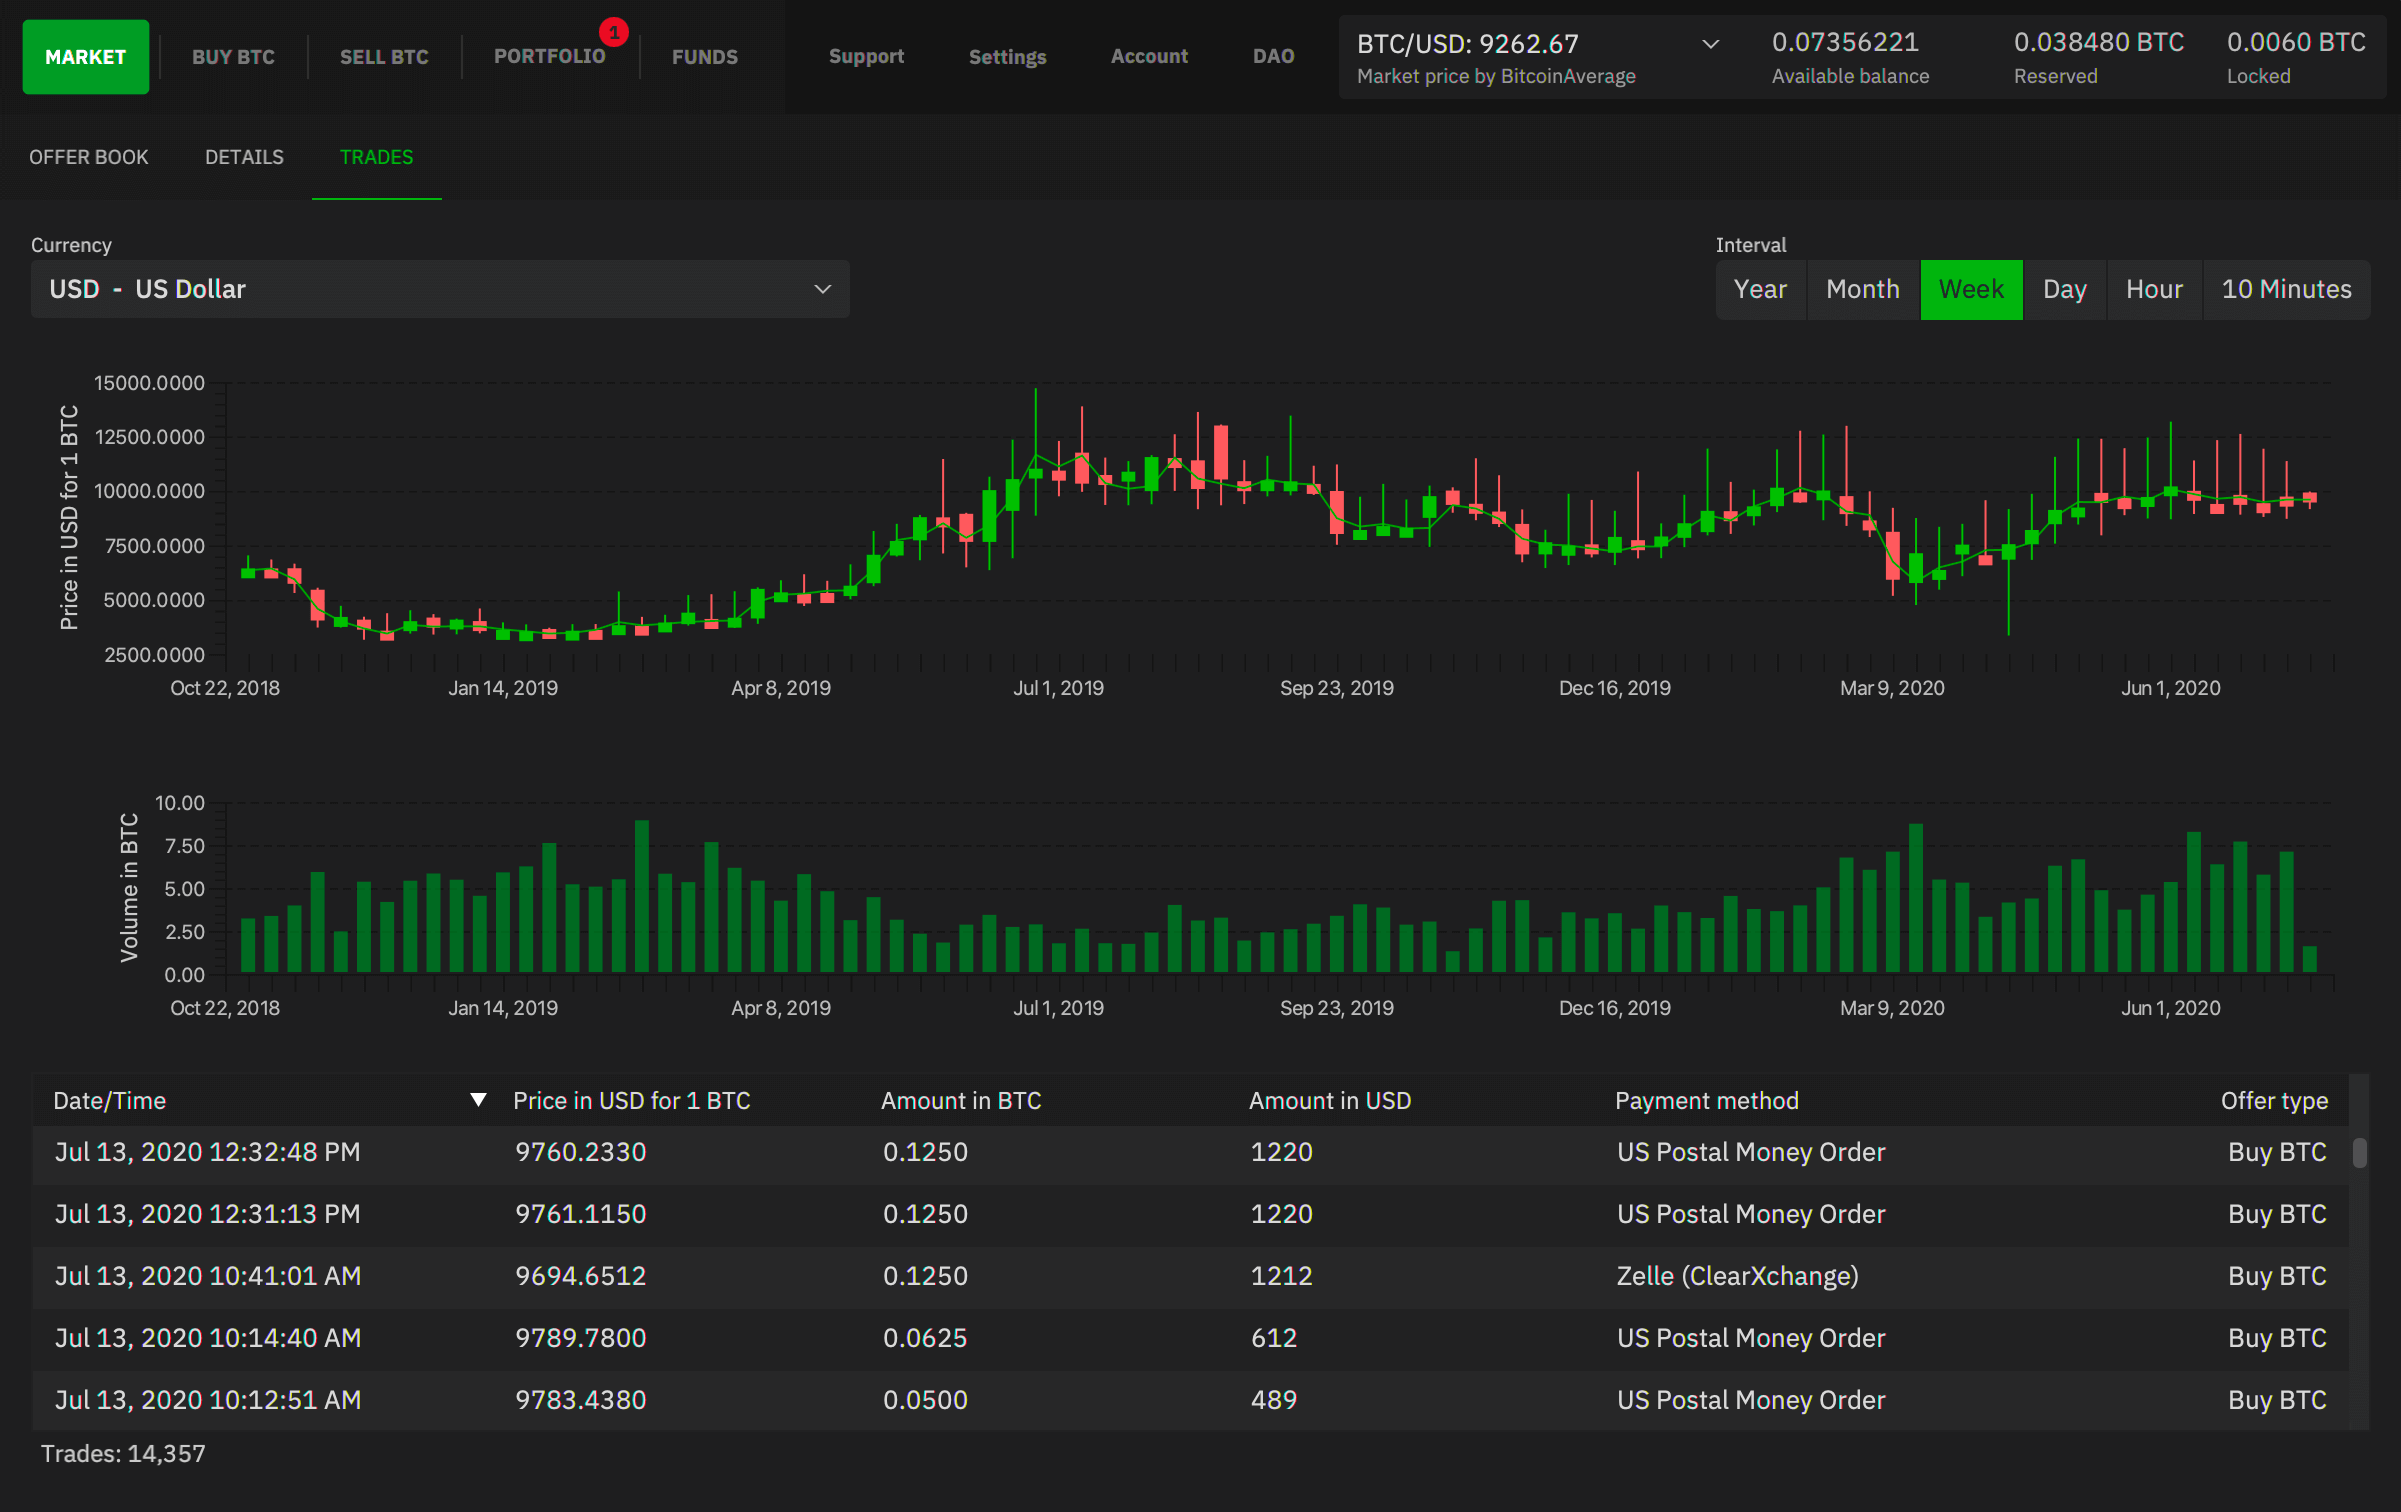 MARKET BUY BTC SELL BTC PORTFOLIO 1 FUNDS Support Settings Account DAO BTC/USD: 9262.67 0.07356221 0.038480 BTC 0.0060 BTC
Market price by BitcoinAverage Available balance Reserved Locked
OFFER BOOK DETAILS TRADES
Currency Interval
USD - US Dollar Year Month Week Day Hour 10 Minutes
Price in USD for 1 BTC
15000.0000
12500.0000
10000.0000
7500.0000
5000.0000
2500.0000
Oct 22, 2018 Jan 14, 2019 Apr 8, 2019 Jul 1, 2019 Sep 23, 2019 Dec 16, 2019 Mar 9, 2020 Jun 1, 2020
Volume in BTC
10.00
7.50
5.00
2.50
0.00
Oct 22, 2018 Jan 14, 2019 Apr 8, 2019 Jul 1, 2019 Sep 23, 2019 Dec 16, 2019 Mar 9, 2020 Jun 1, 2020
Date/Time Price in USD for 1 BTC Amount in BTC Amount in USD Payment method Offer type
Jul 13, 2020 12:32:48 PM 9760.2330 0.1250 1220 US Postal Money Order Buy BTC
Jul 13, 2020 12:31:13 PM 9761.1150 0.1250 1220 US Postal Money Order Buy BTC
Jul 13, 2020 10:41:01 AM 9694.6512 0.1250 1212 Zelle (ClearXchange) Buy BTC
Jul 13, 2020 10:14:40 AM 9789.7800 0.0625 612 US Postal Money Order Buy BTC
Jul 13, 2020 10:12:51 AM 9783.4380 0.0500 489 US Postal Money Order Buy BTC
Trades: 14,357